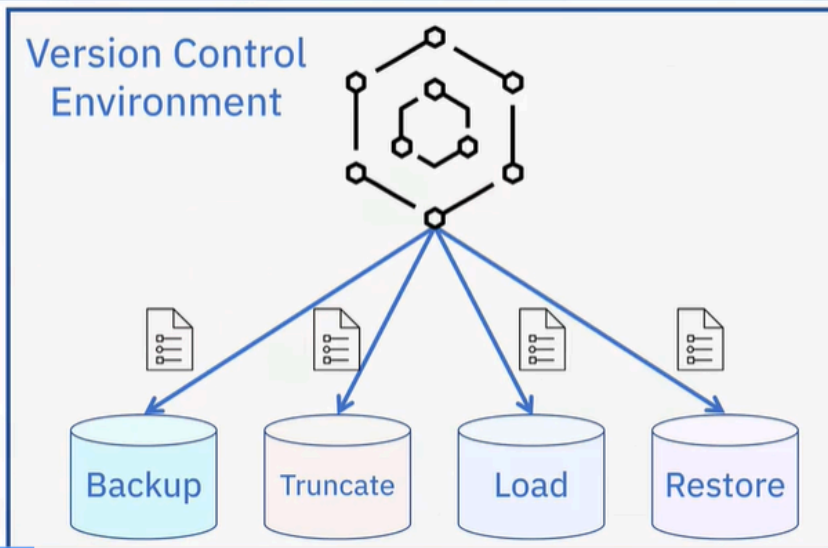 Version Control
Environment
Backup
Truncate
Load
Restore